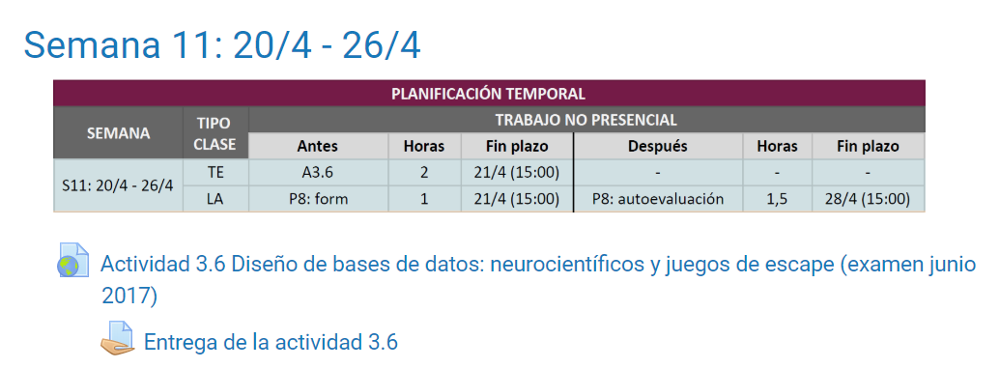 Semana 11: 20/4 - 26/4
PLANIFICACIÓN TEMPORAL
SEMANA TIPO CLASE TRABAJO NO PRESENCIAL
Antes Horas Fin plazo Después Horas Fin plazo
S11: 20/4 - 26/4 TE A3.6 2 21/4 (15:00) - - -
LA P8: form 1 21/4 (15:00) P8: autoevaluación 1,5 28/4 (15:00)
Actividad 3.6 Diseño de bases de datos: neurocientíficos y juegos de escape (examen junio
2017)
Entrega de la actividad 3.6